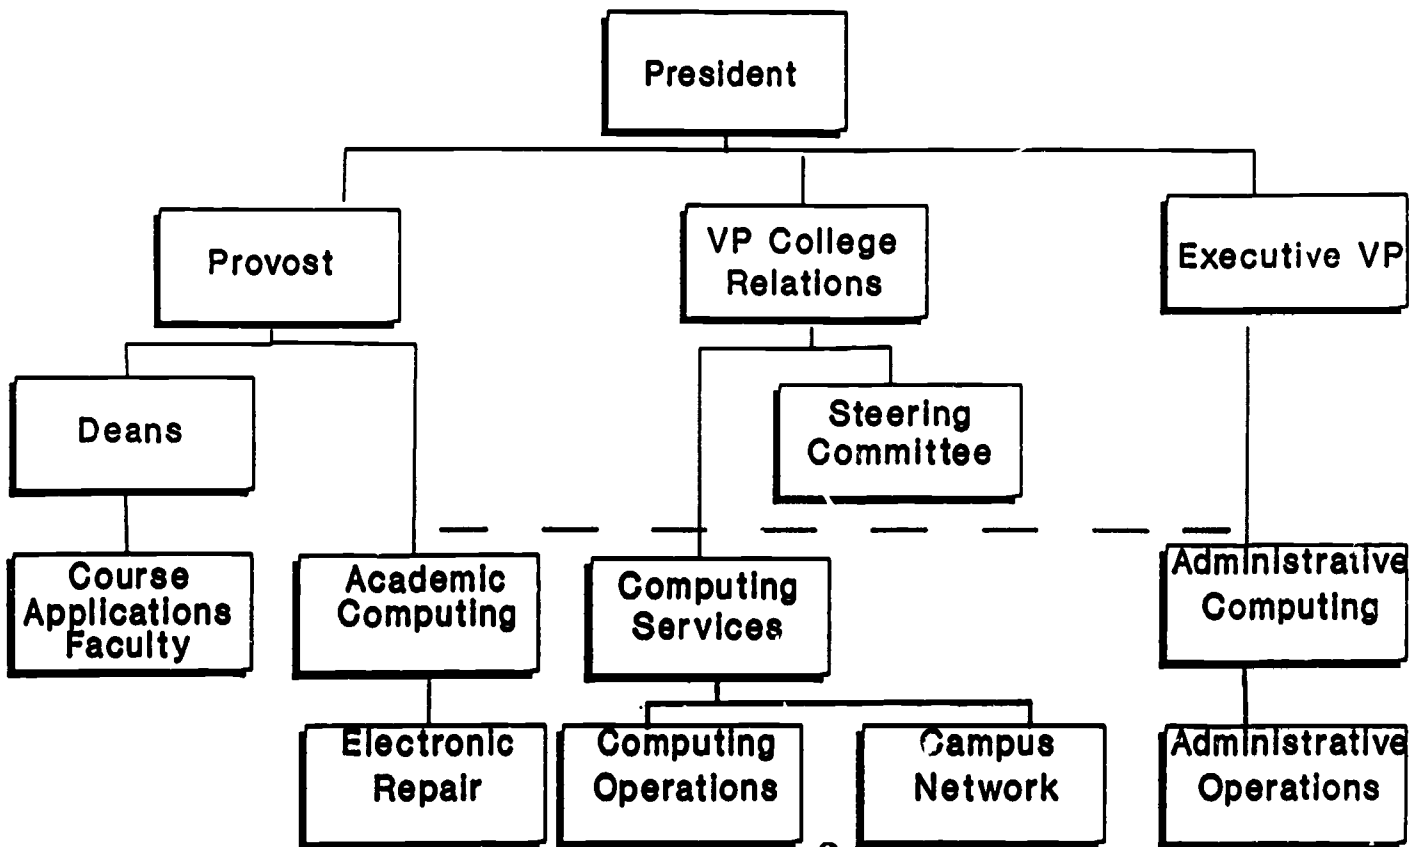 President
Provost
VP College
Relations
Executive VP
Deans
Steering
Committee
Course
Applications
Faculty
Academic
Computing
Computing
Services
Administrative
Computing
Electronic
Repair
Computing
Operations
Campus
Network
Administrative
Operations